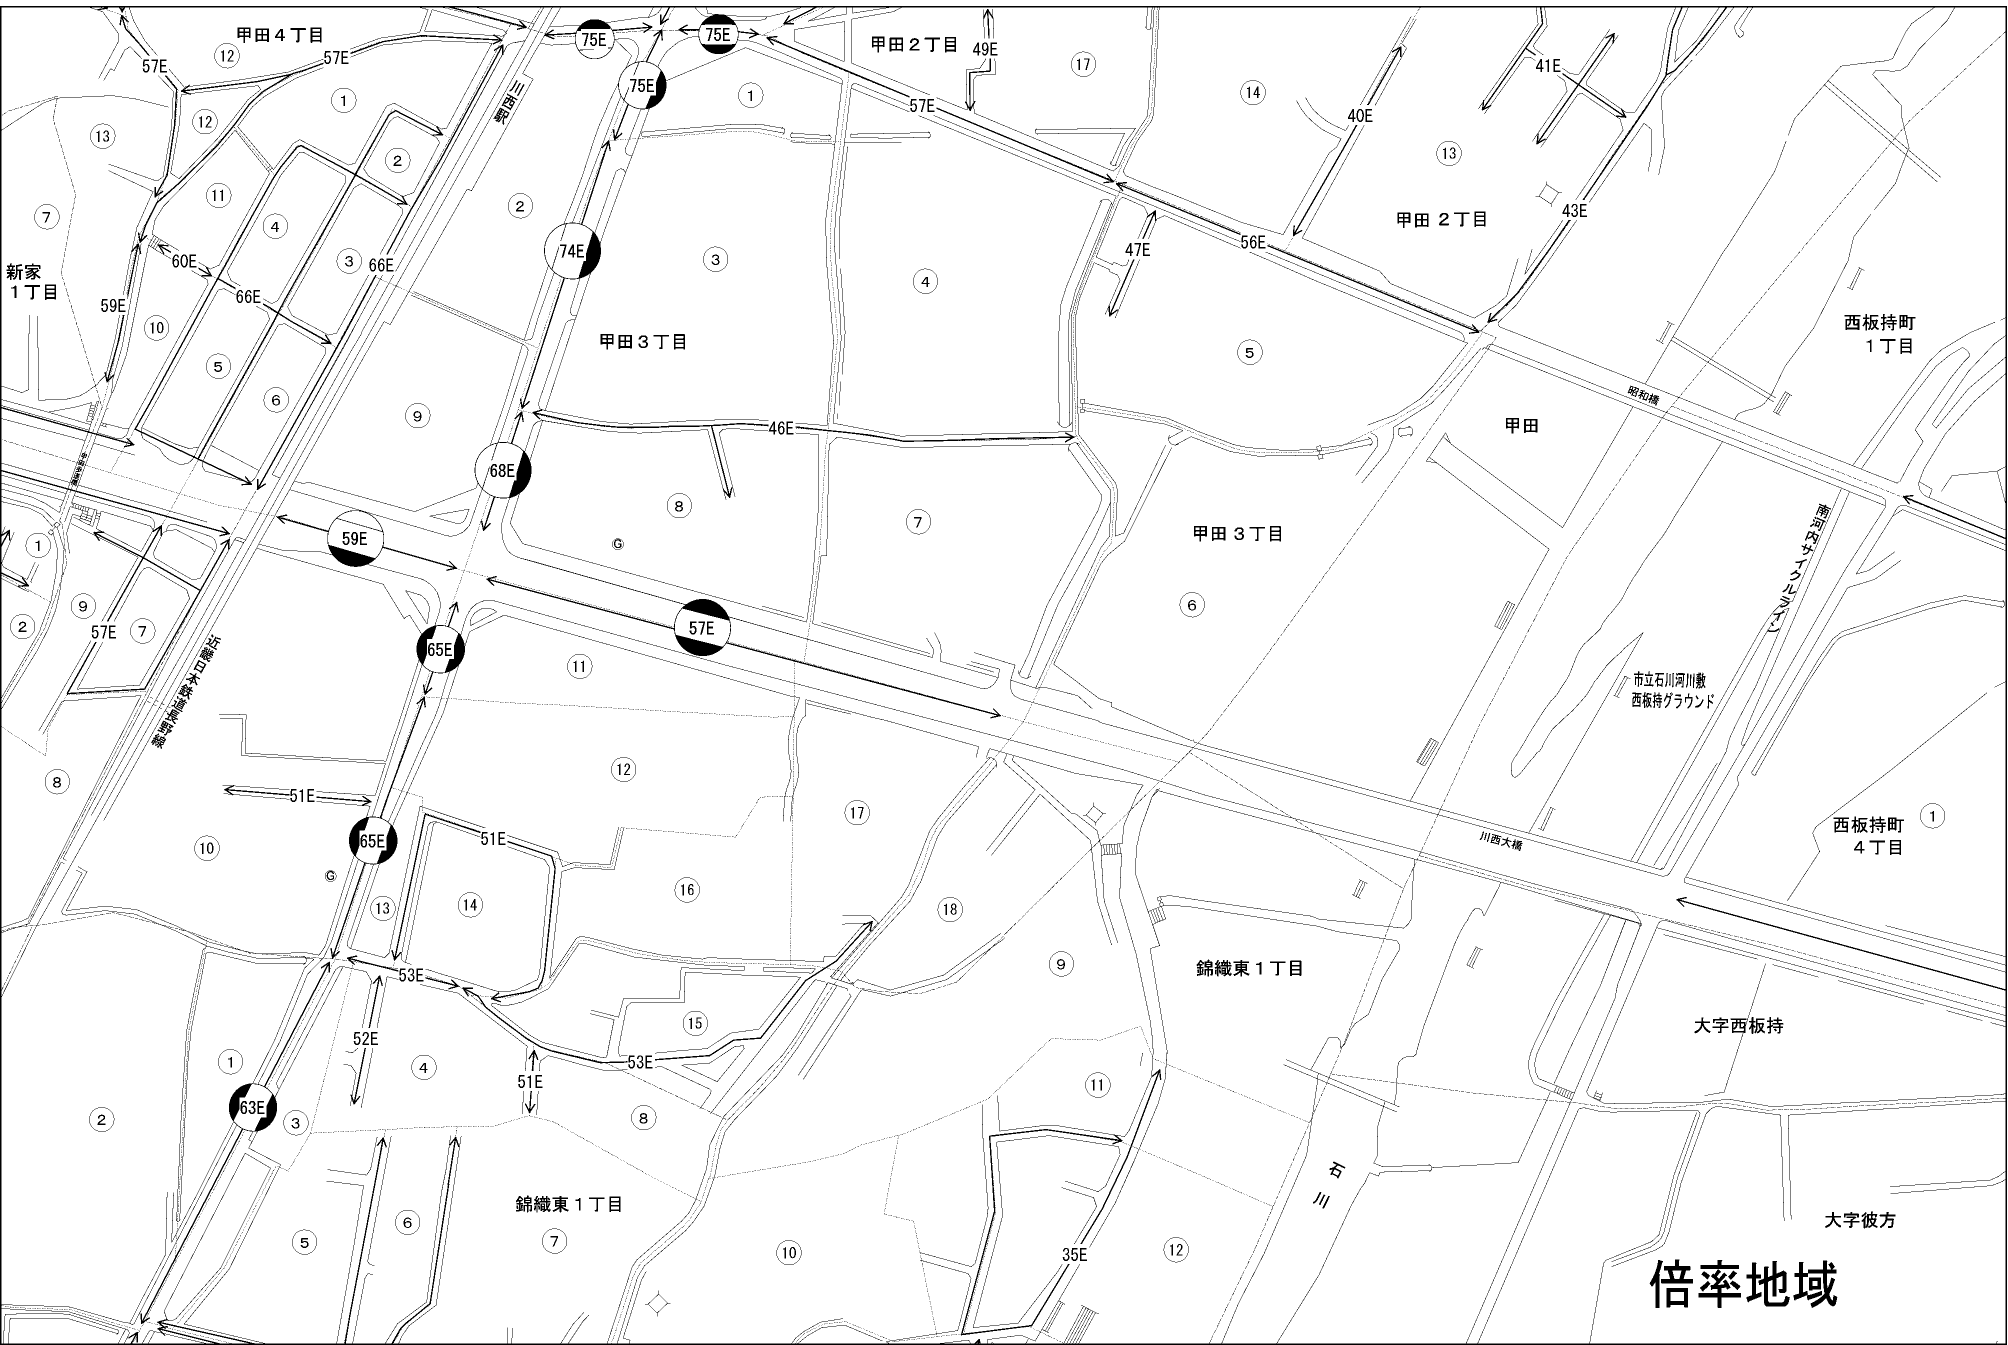 甲田４丁目
12
57E
57E
75E
75E
75E
甲田２丁目
49E
17
41E
14
40E
57E
1
1
12
13
川西駅
2
13
11
4
7
2
43E
甲田２丁目
74E
3
56E
47E
60E
3
66E
66E
新家
１丁目
59E
10
4
甲田３丁目
5
西板持町
１丁目
5
6
9
昭和橋
46E
甲田
68E
8
7
甲田３丁目
南河内サイクルライン
1
59E
G
9
2
57E
7
57E
6
65E
近畿日本鉄道長野線
11
市立石川河川敷
西板持グラウンド
8
12
51E
17
65E
51E
10
G
川西大橋
西板持町
４丁目
1
16
13
14
18
53E
9
錦織東１丁目
大字西板持
15
52E
53E
1
4
51E
11
63E
2
3
8
石川
錦織東１丁目
6
5
7
10
35E
12
大字彼方
倍率地域